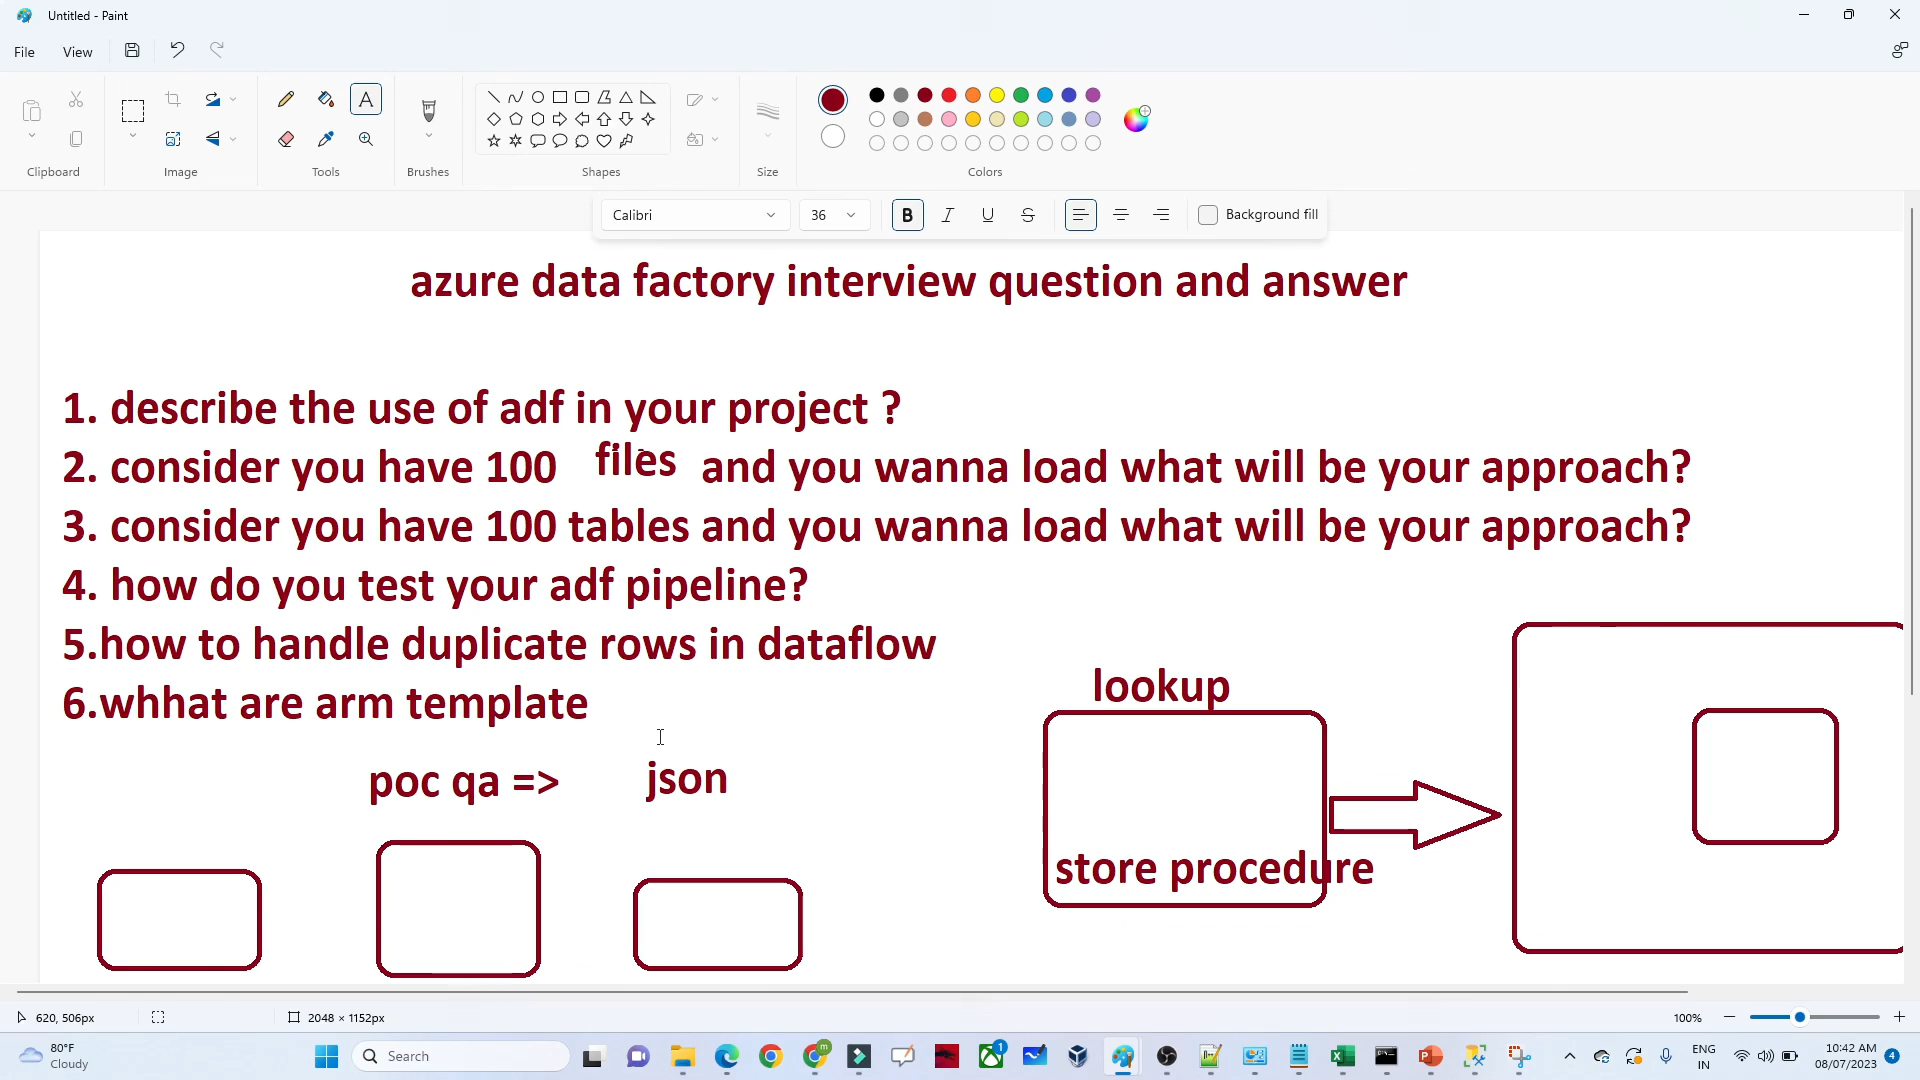 Untitled - Paint
File View
Clipboard Image Tools Brushes Shapes Size Colors
Calibri 36 B I U S Background fill
azure data factory interview question and answer
1. describe the use of adf in your project ?
2. consider you have 100 files and you wanna load what will be your approach?
3. consider you have 100 tables and you wanna load what will be your approach?
4. how do you test your adf pipeline?
5.how to handle duplicate rows in dataflow
6.whhat are arm template
lookup
poc qa => json
store procedure
620, 506px 2048 × 1152px 100%
80°F
Cloudy
Search
ENG
IN
10:42 AM
08/07/2023
4